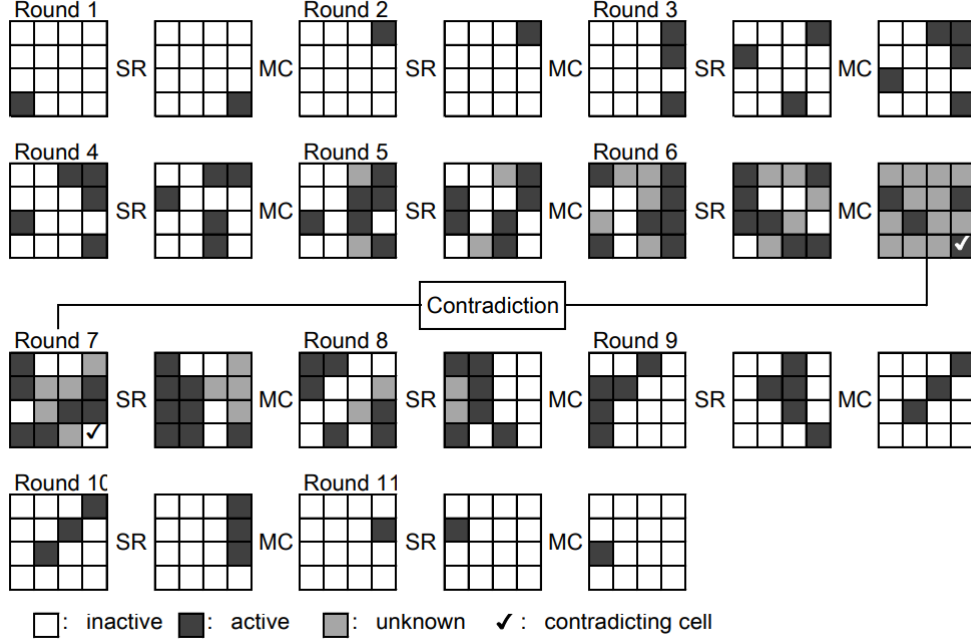 Round 1 Round 2 Round 3
SR MC SR MC SR MC
Round 4 Round 5 Round 6
SR MC SR MC SR MC
Contradiction
Round 7 Round 8 Round 9
SR MC SR MC SR MC
Round 10 Round 11
SR MC SR MC
: inactive : active : unknown ✓ : contradicting cell